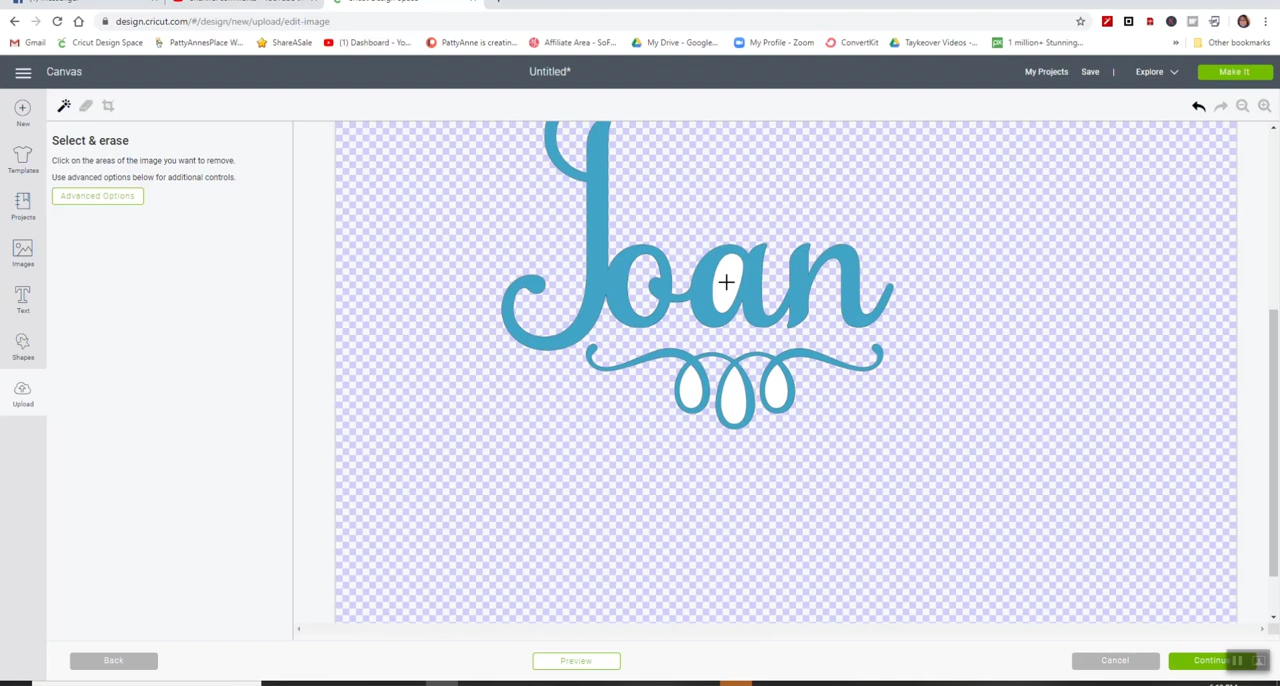 design.cricut.com/#/design/new/upload/edit-image
Gmail Cricut Design Space PattyAnnesPlace W... ShareASale (1) Dashboard - Yo... PattyAnne is creatin... Affiliate Area - SoF... My Drive - Google... My Profile - Zoom ConvertKit Taykeover Videos -... 1 million+ Stunning... » Other bookmarks
Canvas Untitled* My Projects Save | Explore Make It
New
Templates
Projects
Images
Text
Shapes
Upload
Select & erase
Click on the areas of the image you want to remove.
Use advanced options below for additional controls.
Advanced Options
Joan
Back Preview Cancel Continue